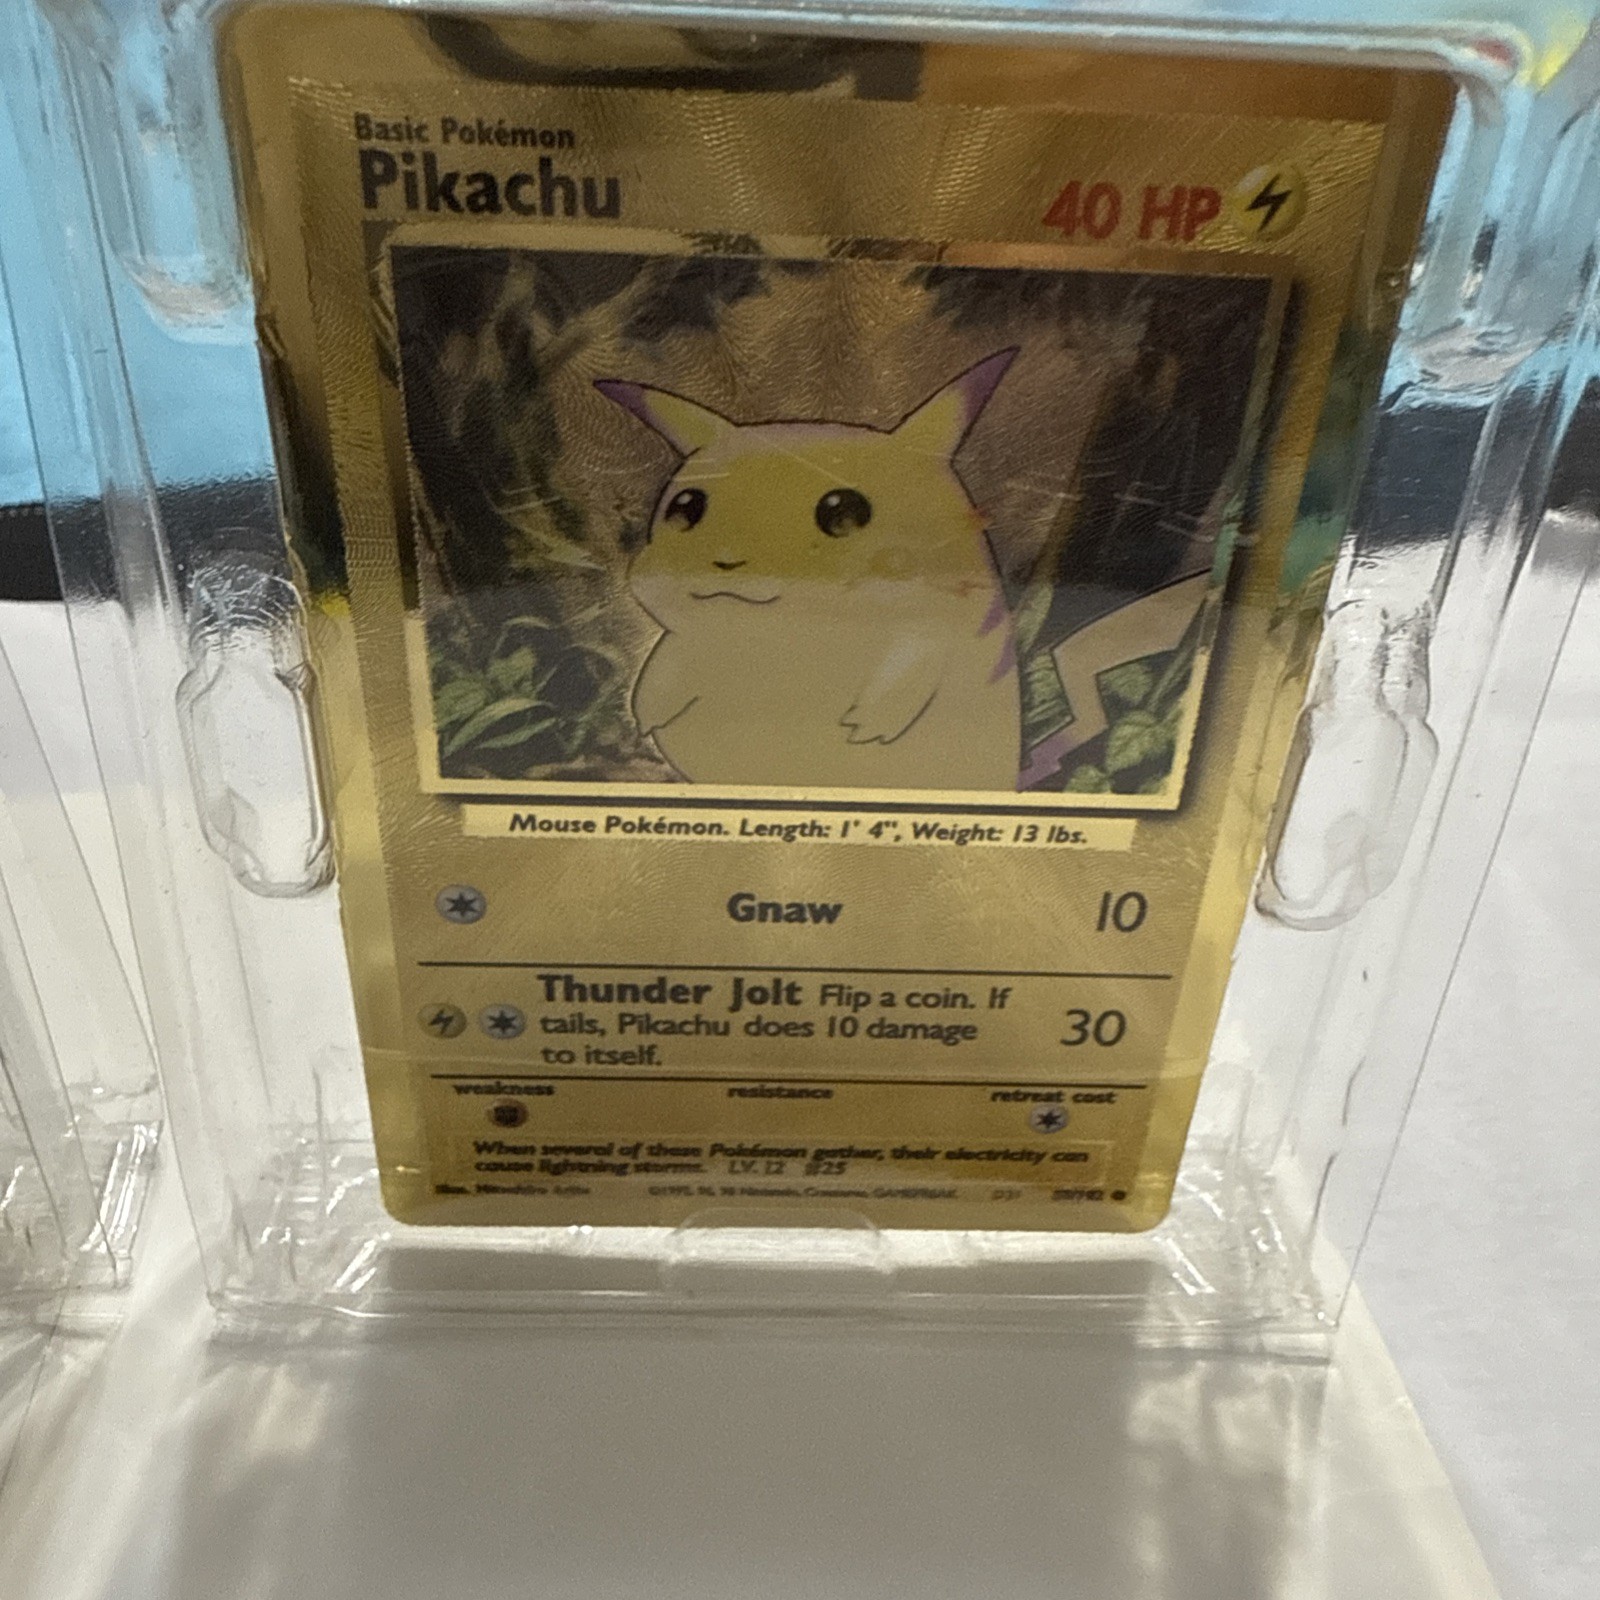 Basic Pokémon
Pikachu
40 HP
Mouse Pokémon. Length: 1' 4", Weight: 13 lbs.
Gnaw 10
Thunder Jolt Flip a coin. If
tails, Pikachu does 10 damage 30
to itself.
weakness resistance retreat cost
When several of these Pokémon gather, their electricity can
cause lightning storms. LV. 12 #25